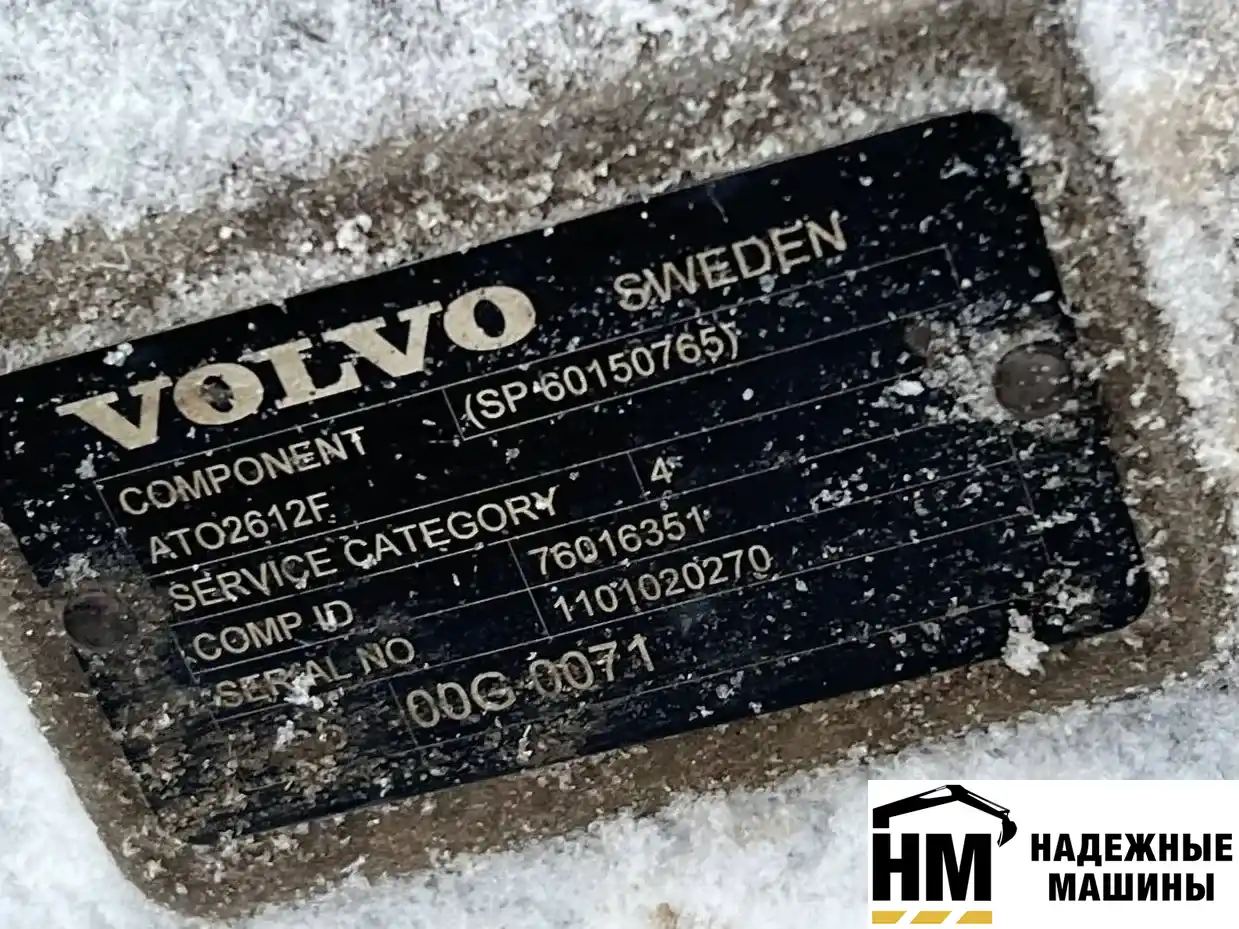 VOLVO SWEDEN
COMPONENT (SP-60150765)
ATO2612F
SERVICE CATEGORY 4
COMP ID 76016351
SERIAL NO 1101020270
00G-0071
НМ НАДЕЖНЫЕ
МАШИНЫ